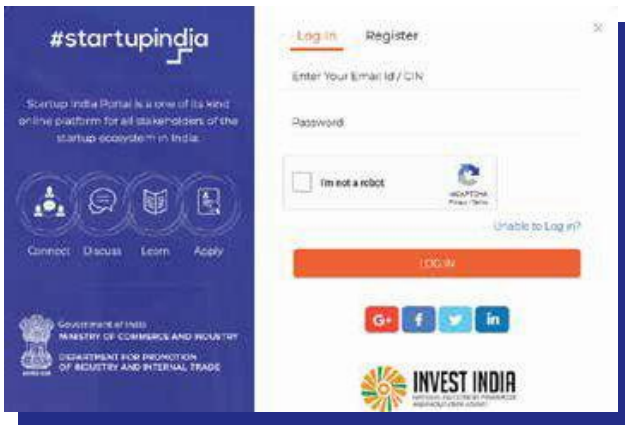 #startupindia
Startup India Portal is a one of its kind
online platform for all stakeholders of the
startup ecosystem in India.
Connect Discuss Learn Apply
Government of India
MINISTRY OF COMMERCE AND INDUSTRY
DEPARTMENT FOR PROMOTION
OF INDUSTRY AND INTERNAL TRADE
Log In Register
×
Enter Your Email Id / CIN
Password
I'm not a robot
reCAPTCHA
Privacy - Terms
Unable to Log in?
LOG IN
G+ f in
INVEST INDIA